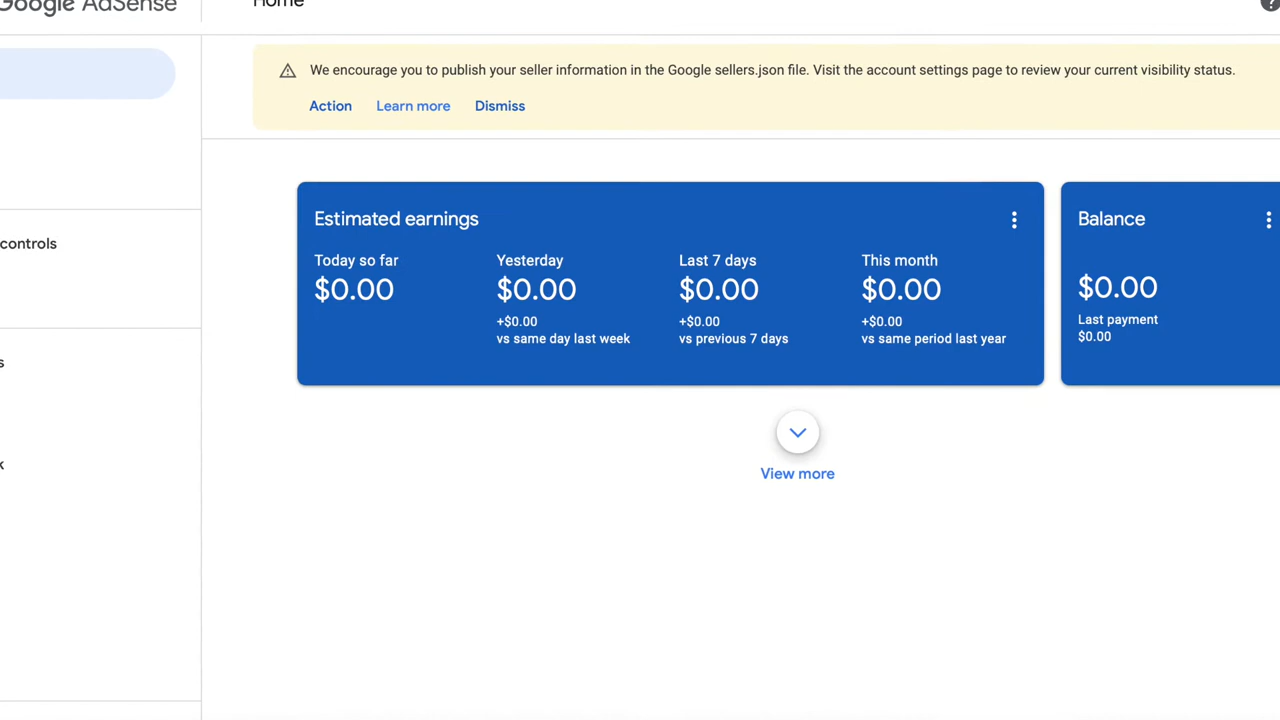 Google AdSense
Home
?
We encourage you to publish your seller information in the Google sellers.json file. Visit the account settings page to review your current visibility status.
Action Learn more Dismiss
controls
s
k
Estimated earnings
Today so far
$0.00
Yesterday
$0.00
+$0.00
vs same day last week
Last 7 days
$0.00
+$0.00
vs previous 7 days
This month
$0.00
+$0.00
vs same period last year
Balance
$0.00
Last payment
$0.00
View more